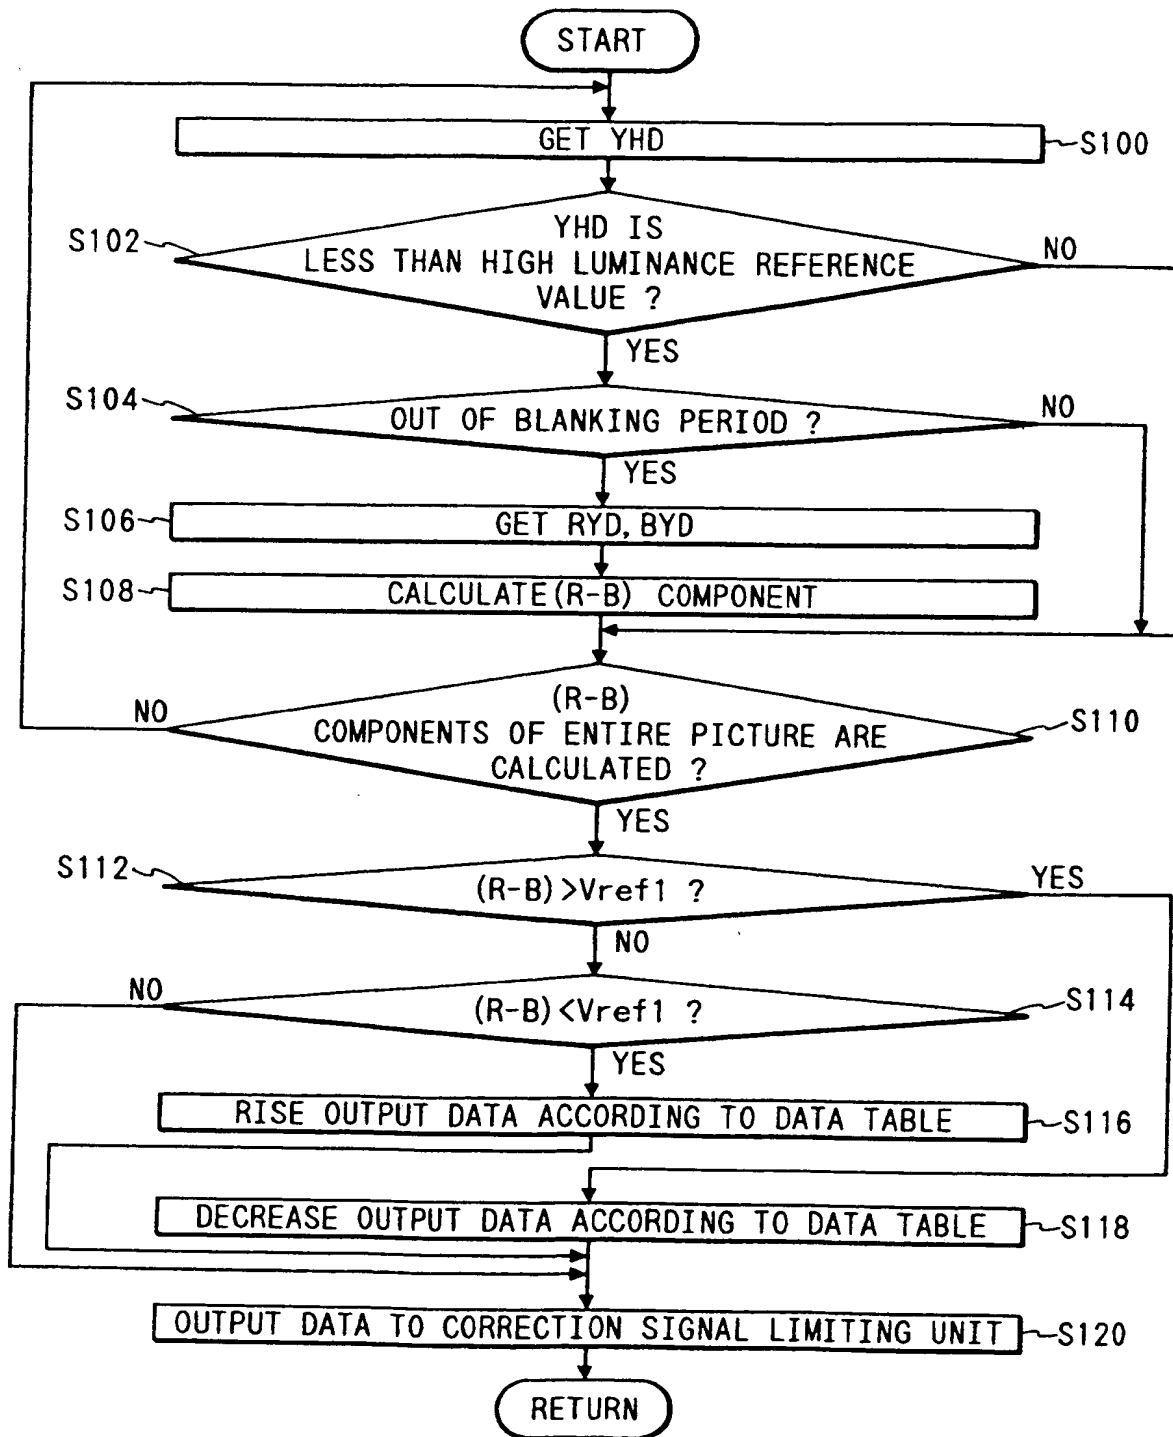 START
GET YHD
S100
S102
YHD IS
LESS THAN HIGH LUMINANCE REFERENCE
VALUE ?
NO
YES
S104
OUT OF BLANKING PERIOD ?
NO
YES
S106
GET RYD, BYD
S108
CALCULATE(R-B) COMPONENT
NO
(R-B)
COMPONENTS OF ENTIRE PICTURE ARE
CALCULATED ?
S110
YES
S112
(R-B)>Vref1 ?
YES
NO
NO
(R-B)<Vref1 ?
S114
YES
RISE OUTPUT DATA ACCORDING TO DATA TABLE
S116
DECREASE OUTPUT DATA ACCORDING TO DATA TABLE
S118
OUTPUT DATA TO CORRECTION SIGNAL LIMITING UNIT
S120
RETURN